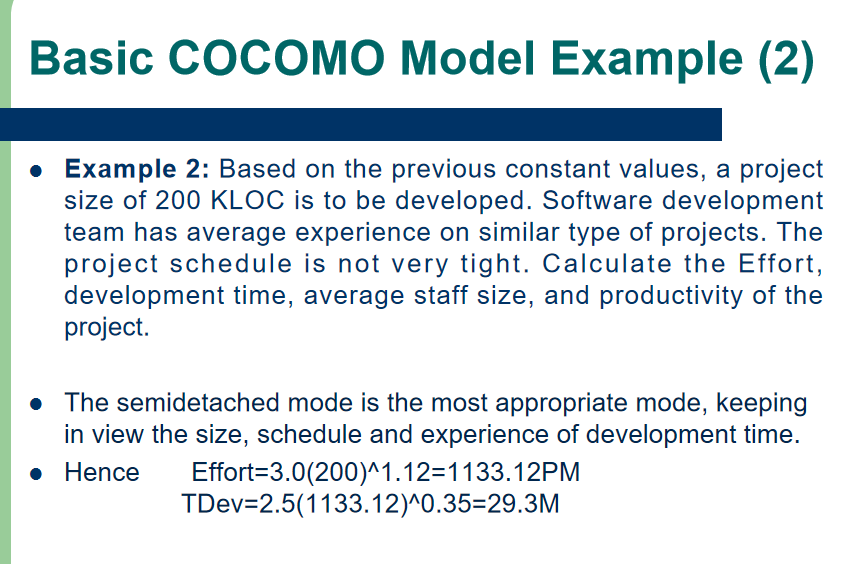 Basic COCOMO Model Example (2)
Example 2: Based on the previous constant values, a project
size of 200 KLOC is to be developed. Software development
team has average experience on similar type of projects. The
project schedule is not very tight. Calculate the Effort,
development time, average staff size, and productivity of the
project.
The semidetached mode is the most appropriate mode, keeping
in view the size, schedule and experience of development time.
Hence Effort=3.0(200)^1.12=1133.12PM
TDev=2.5(1133.12)^0.35=29.3M